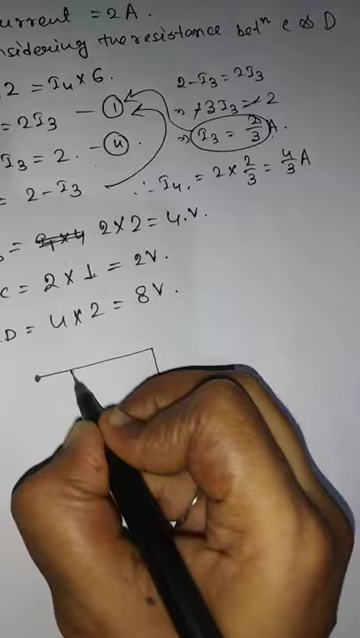 urrent = 2A.
nsidering the resistance betⁿ C & D
2 = I₄ × 6.
= 2I₃ — ①
I₃ = 2. — ④
= 2 - I₃
2 - I₃ = 2I₃
⇒ -3I₃ = -2
⇒ I₃ = 2/3 A.
∴ I₄ = 2 × 2/3 = 4/3 A
= 2 × 2 = 4.V.
C = 2 × 1 = 2V.
D = 4 × 2 = 8V.